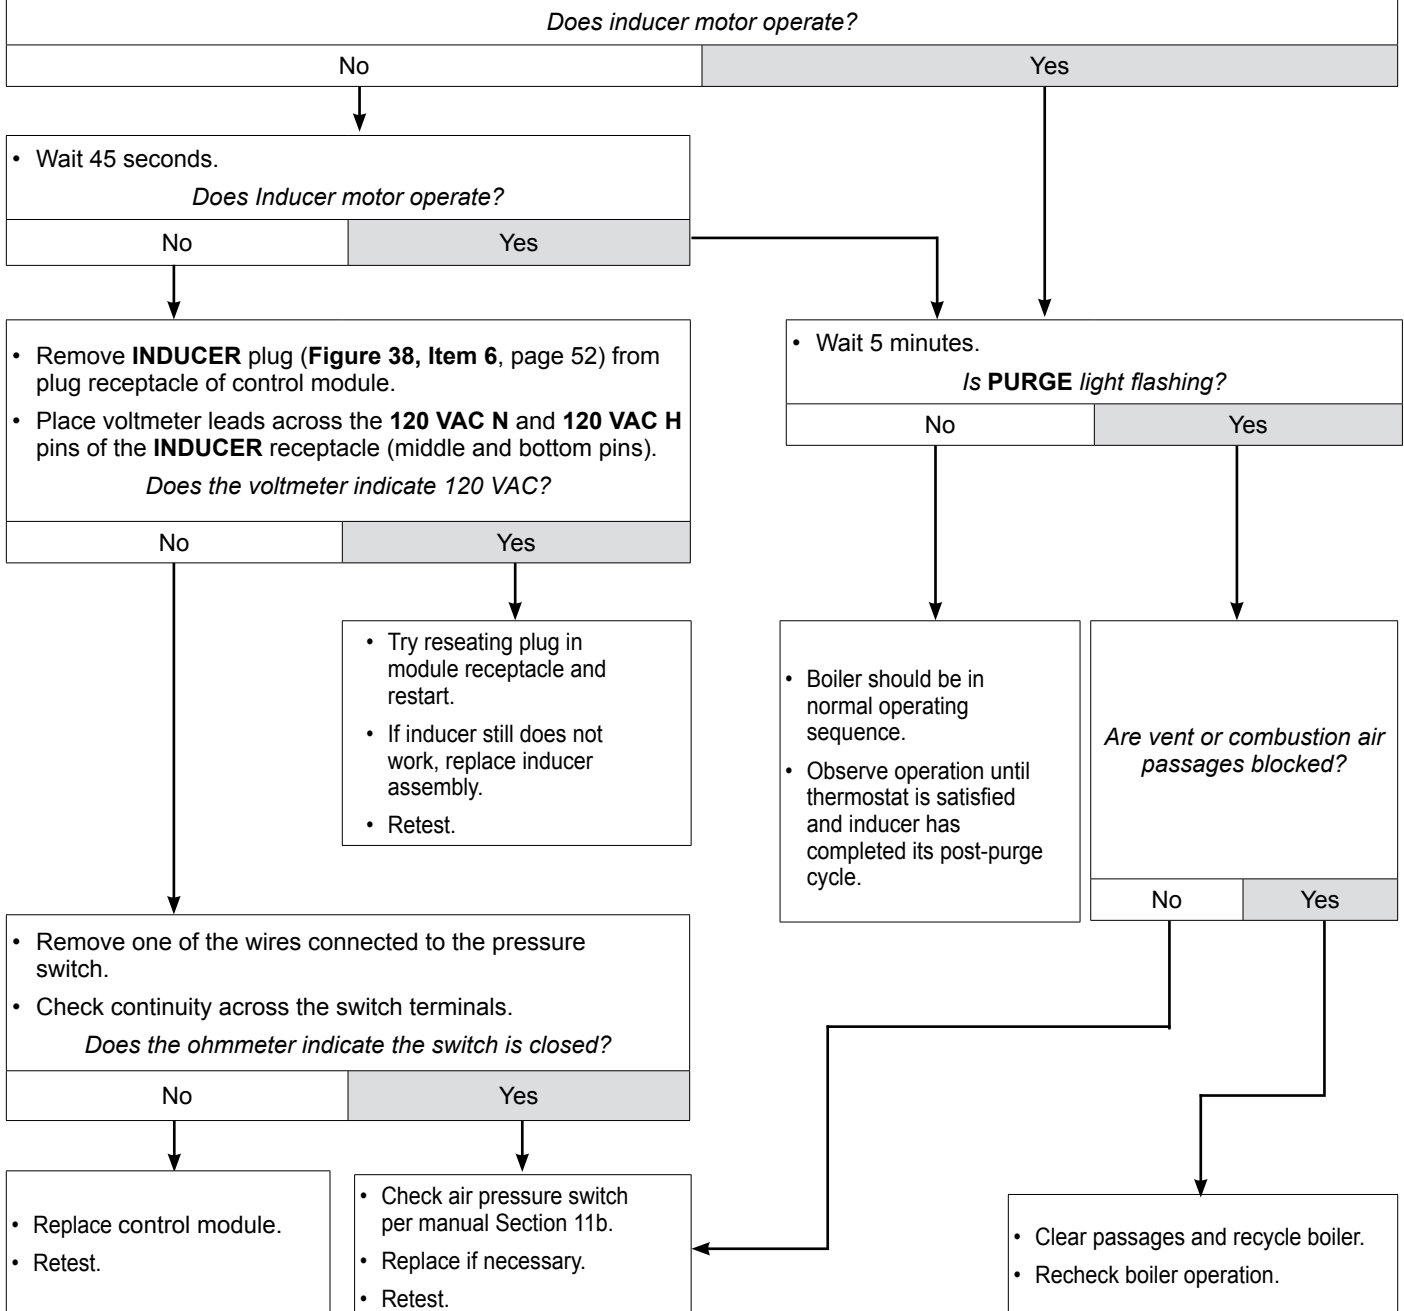 Does inducer motor operate?
No
Yes
• Wait 45 seconds.
Does Inducer motor operate?
No
Yes
• Remove INDUCER plug (Figure 38, Item 6, page 52) from
plug receptacle of control module.
• Place voltmeter leads across the 120 VAC N and 120 VAC H
pins of the INDUCER receptacle (middle and bottom pins).
Does the voltmeter indicate 120 VAC?
No
Yes
• Wait 5 minutes.
Is PURGE light flashing?
No
Yes
• Try reseating plug in
module receptacle and
restart.
• If inducer still does not
work, replace inducer
assembly.
• Retest.
• Boiler should be in
normal operating
sequence.
• Observe operation until
thermostat is satisfied
and inducer has
completed its post-purge
cycle.
Are vent or combustion air
passages blocked?
No
Yes
• Remove one of the wires connected to the pressure
switch.
• Check continuity across the switch terminals.
Does the ohmmeter indicate the switch is closed?
No
Yes
• Replace control module.
• Retest.
• Check air pressure switch
per manual Section 11b.
• Replace if necessary.
• Retest.
• Clear passages and recycle boiler.
• Recheck boiler operation.